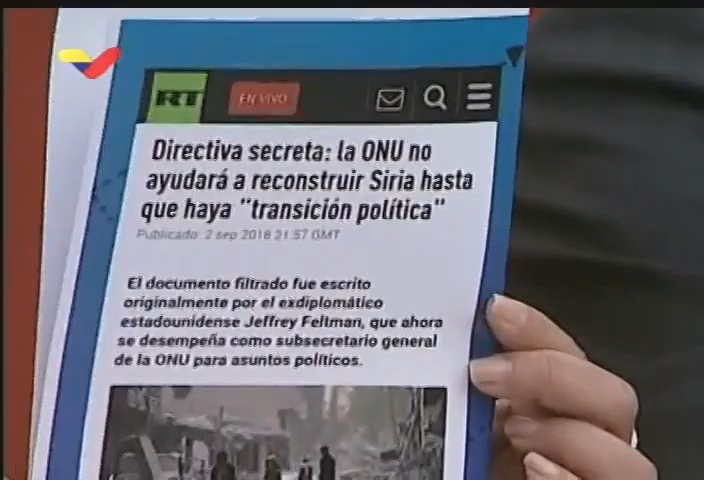 RT
EN VIVO
Directiva secreta: la ONU no
ayudará a reconstruir Siria hasta
que haya "transición política"
Publicado: 2 sep 2018 21:57 GMT
El documento filtrado fue escrito
originalmente por el exdiplomático
estadounidense Jeffrey Feltman, que ahora
se desempeña como subsecretario general
de la ONU para asuntos políticos.